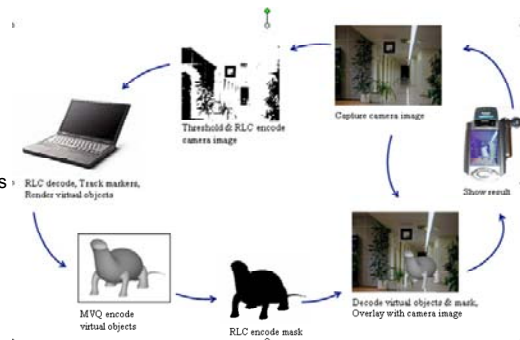 Capture camera image
Threshold & RLC encode
camera image
s
RLC decode, Track markers,
Render virtual objects
Show result
MVQ encode
virtual objects
RLC encode mask
Decode virtual objects & mask,
Overlay with camera image